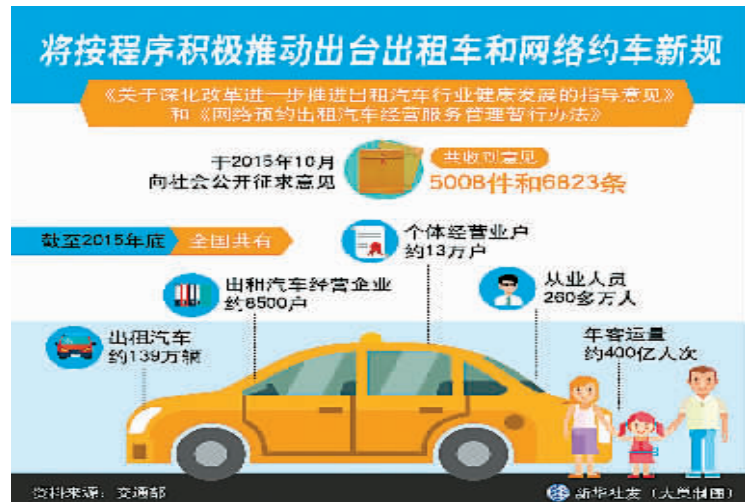 将按程序积极推动出台出租车和网络约车新规
《关于深化改革进一步推进出租汽车行业健康发展的指导意见》
和《网络预约出租汽车经营服务管理暂行办法》
于2015年10月
向社会公开征求意见
共收到意见
5008件和6823条
截至2015年底
全国共有
个体经营业户
约13万户
出租汽车经营企业
约8500户
从业人员
260多万人
出租汽车
约139万辆
年客运量
约400亿人次
资料来源：交通部
新华社发（大巢制图）